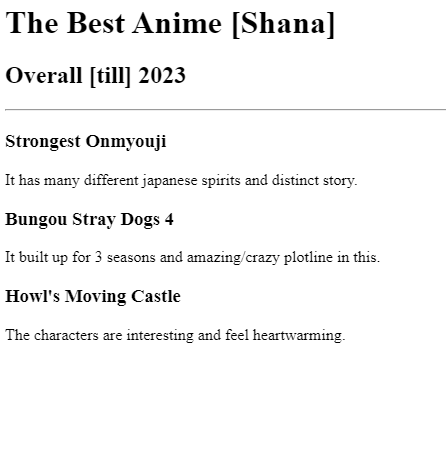 The Best Anime [Shana]
Overall [till] 2023
Strongest Onmyouji
It has many different japanese spirits and distinct story.
Bungou Stray Dogs 4
It built up for 3 seasons and amazing/crazy plotline in this.
Howl's Moving Castle
The characters are interesting and feel heartwarming.